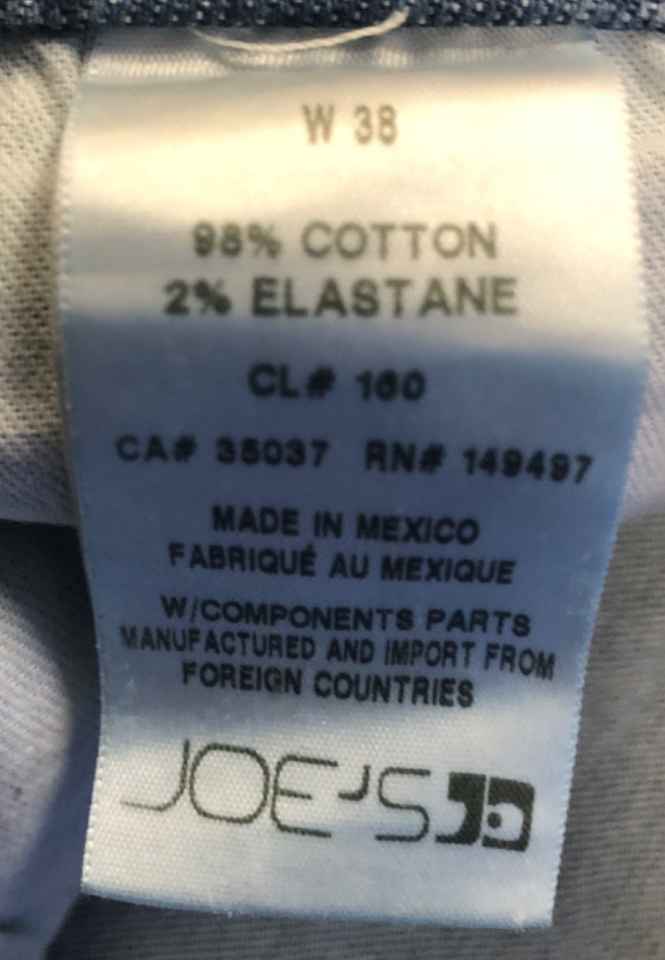 W 38
98% COTTON
2% ELASTANE
CL# 160
CA# 35037 RN# 149497
MADE IN MEXICO
FABRIQUÉ AU MEXIQUE
W/COMPONENTS PARTS
MANUFACTURED AND IMPORT FROM
FOREIGN COUNTRIES
JOE'S